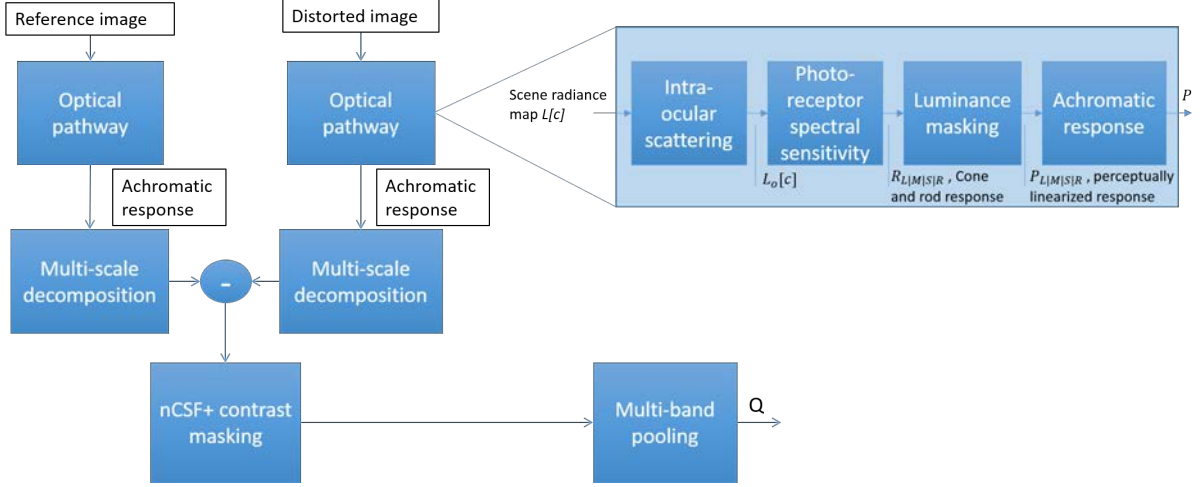 Reference image
Distorted image
Optical
pathway
Optical
pathway
Achromatic
response
Achromatic
response
Multi-scale
decomposition
-
Multi-scale
decomposition
nCSF+ contrast
masking
Multi-band
pooling
Q
Scene radiance
map L[c]
Intra-
ocular
scattering
Photo-
receptor
spectral
sensitivity
Luminance
masking
Achromatic
response
P
L_o[c]
R_{L|M|S|R} , Cone
and rod response
P_{L|M|S|R} , perceptually
linearized response